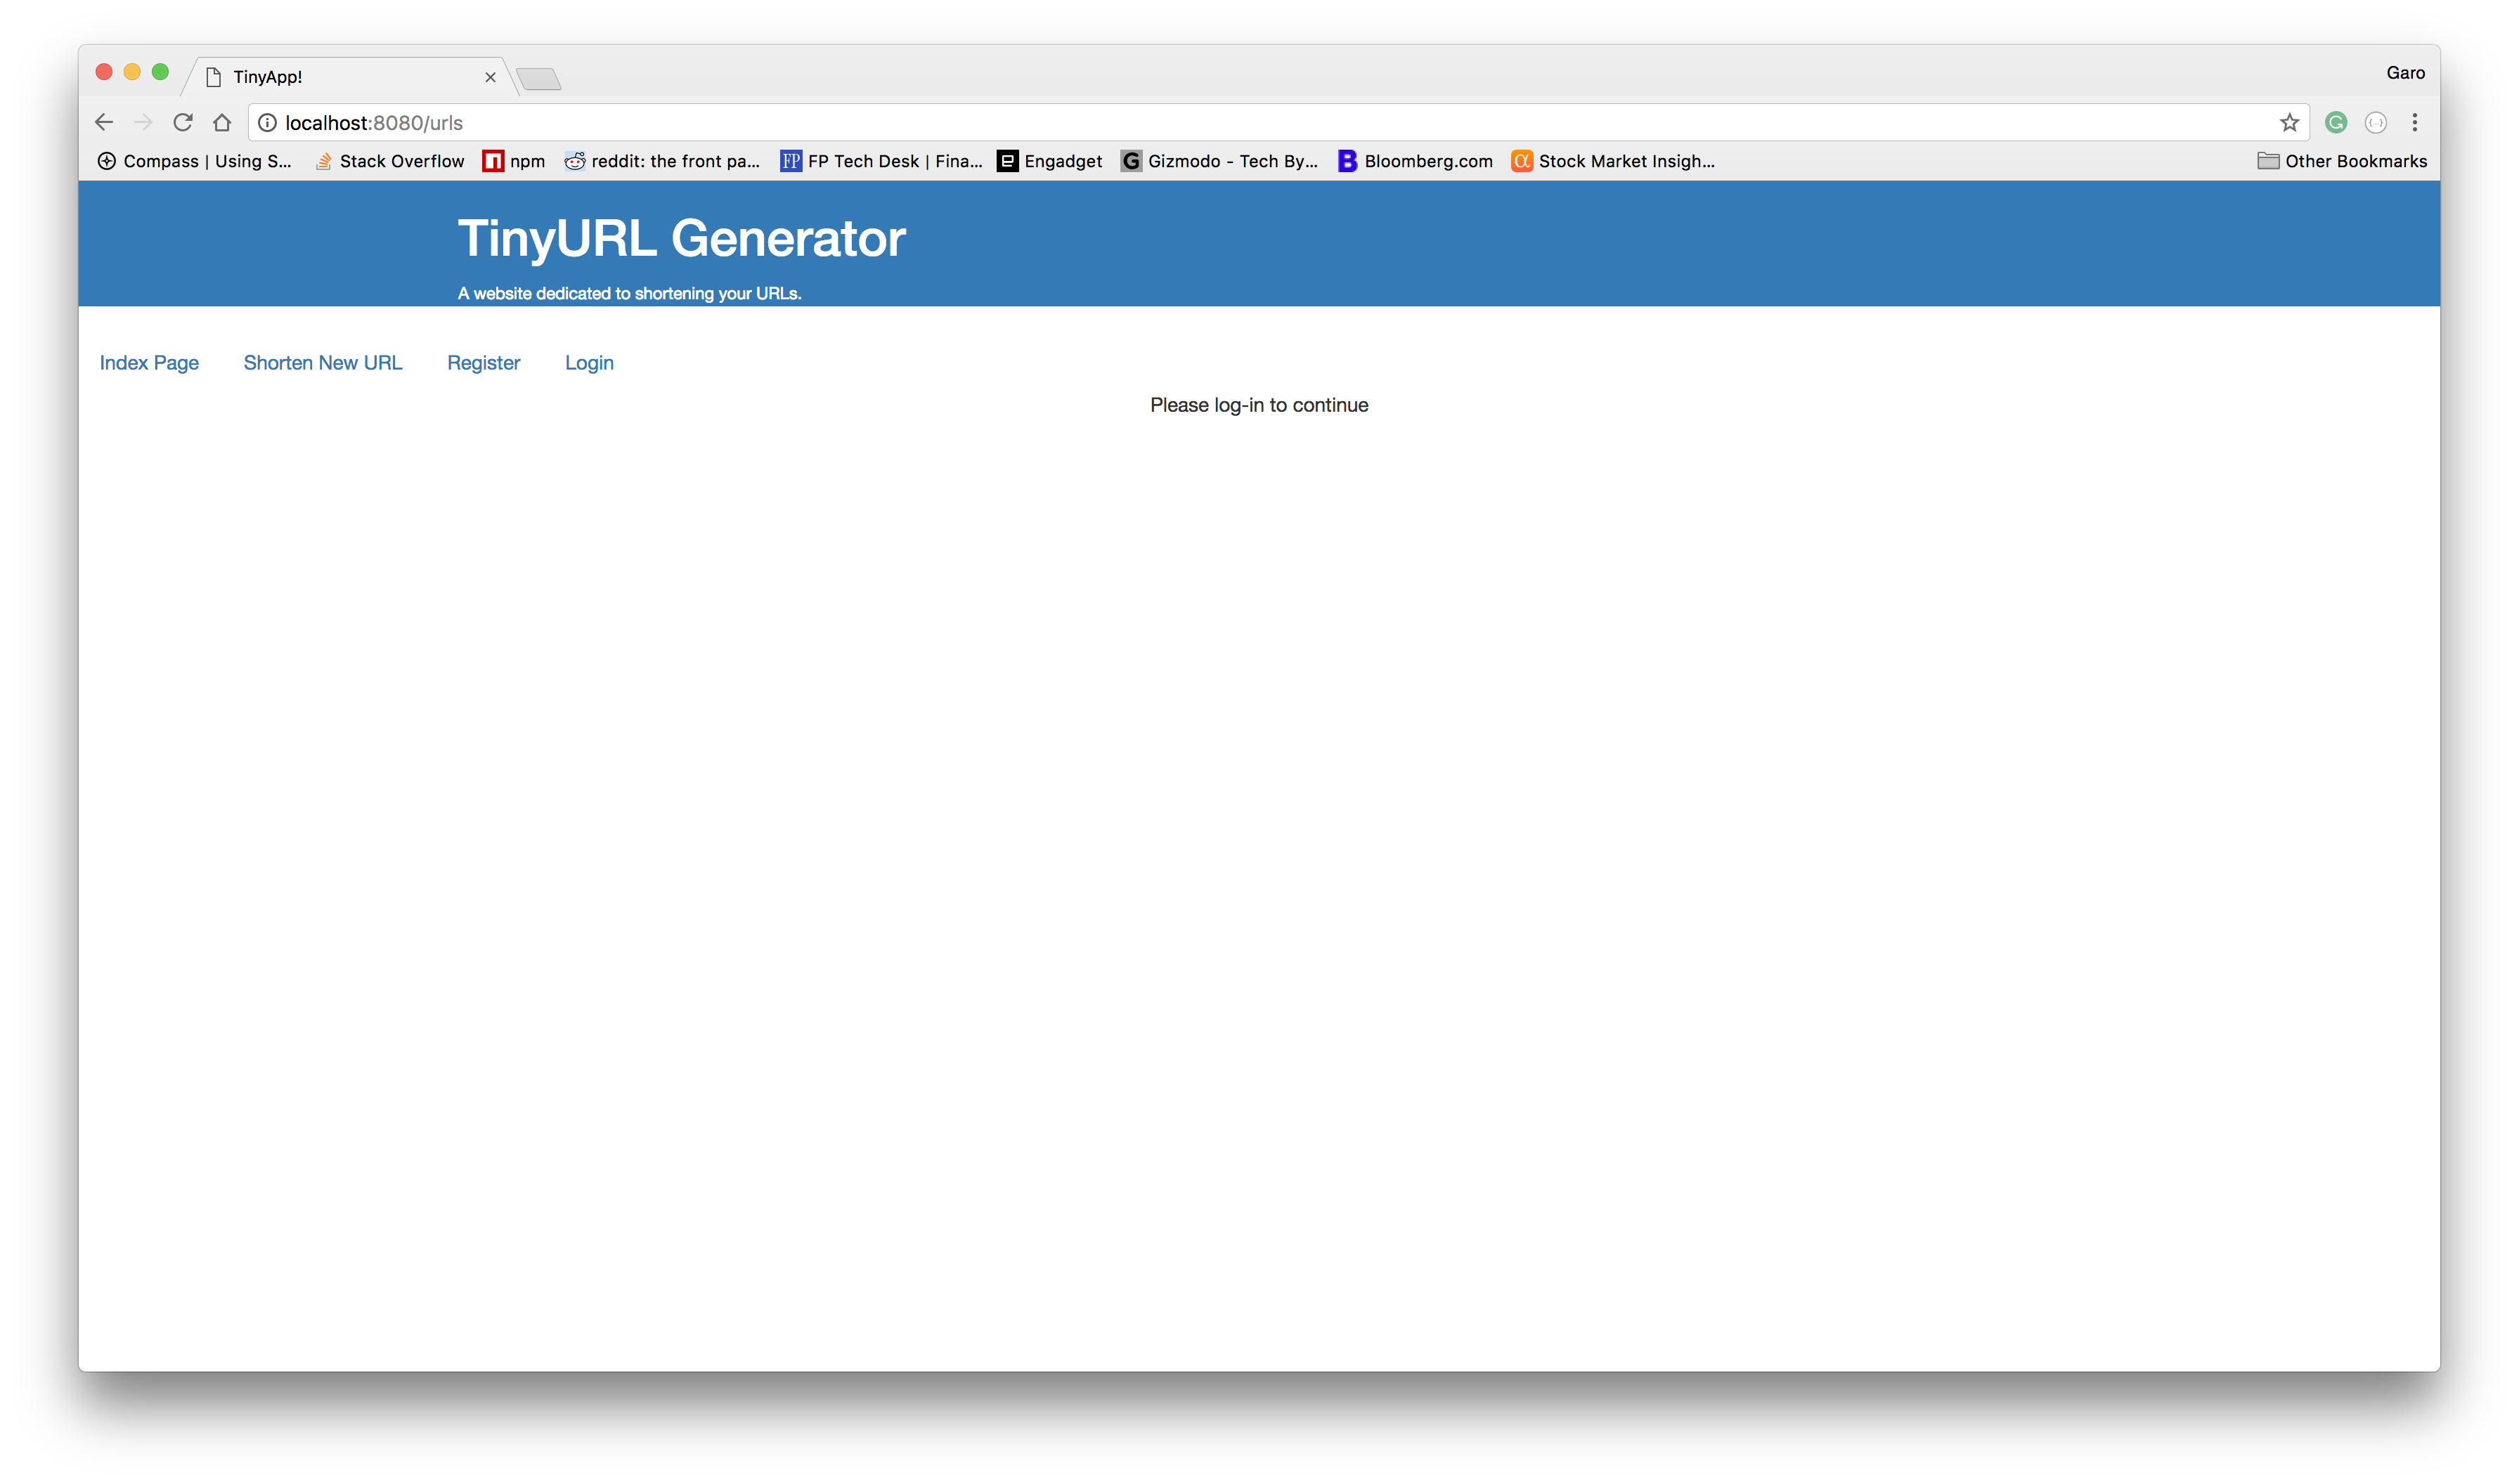 TinyApp!
Garo
localhost:8080/urls
Compass | Using S... Stack Overflow npm reddit: the front pa... FP FP Tech Desk | Fina... Engadget G Gizmodo - Tech By... B Bloomberg.com α Stock Market Insigh... Other Bookmarks
TinyURL Generator
A website dedicated to shortening your URLs.
Index Page Shorten New URL Register Login
Please log-in to continue